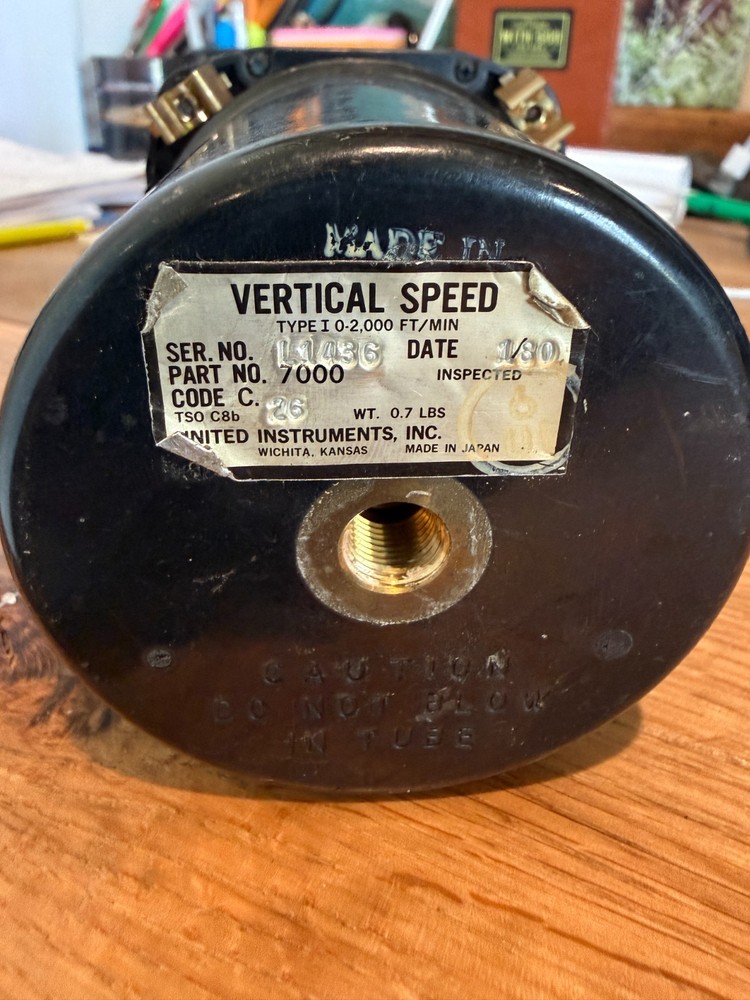 MADE IN
VERTICAL SPEED
TYPE I 0-2,000 FT/MIN
SER. NO. L1436 DATE 1/80
PART NO. 7000 INSPECTED
CODE C. 26
TSO C8b WT. 0.7 LBS
UNITED INSTRUMENTS, INC.
WICHITA, KANSAS MADE IN JAPAN
CAUTION
DO NOT BLOW
IN TUBE